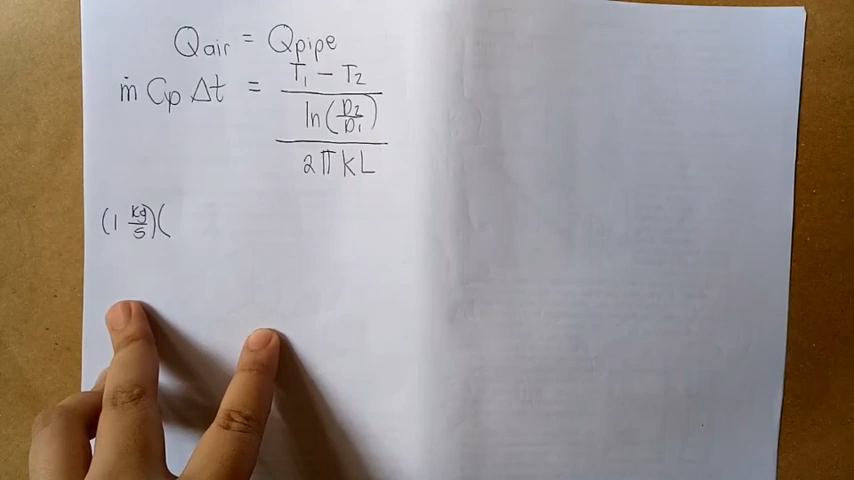 Qair = Qpipe
ṁ Cp Δt = T1 - T2
ln(D2/D1)
2πkL
(1 kg/s)(